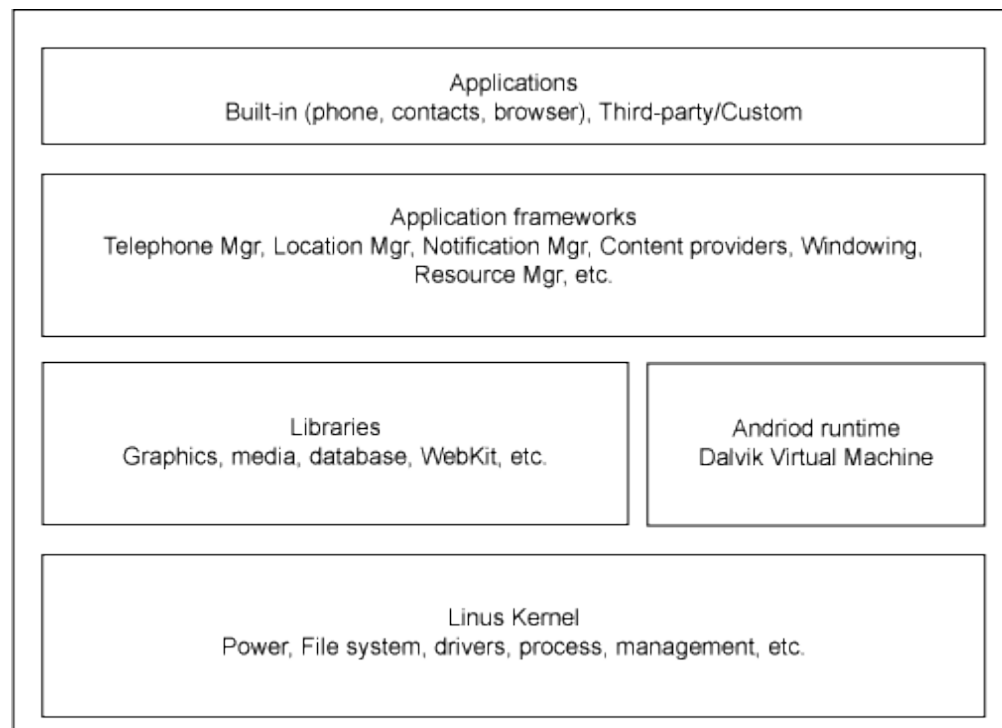 Applications
Built-in (phone, contacts, browser), Third-party/Custom
Application frameworks
Telephone Mgr, Location Mgr, Notification Mgr, Content providers, Windowing,
Resource Mgr, etc.
Libraries
Graphics, media, database, WebKit, etc.
Andriod runtime
Dalvik Virtual Machine
Linus Kernel
Power, File system, drivers, process, management, etc.